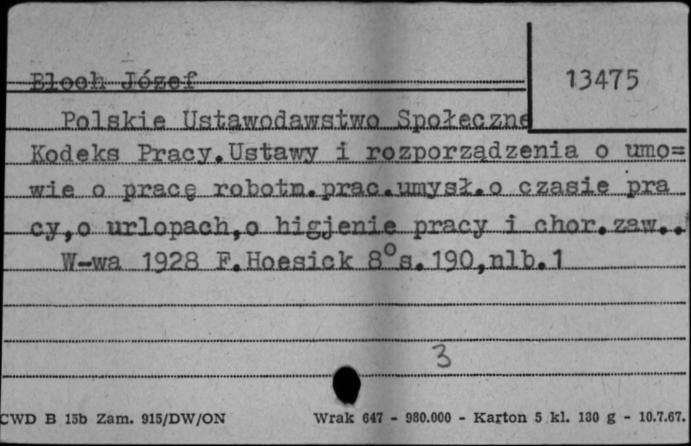 Bloch Józef
13475
Polskie Ustawodawstwo Społeczne
Kodeks Pracy.Ustawy i rozporządzenia o umo=
wie o pracę robotn.prac.umysł.o czasie pra
cy,o urlopach,o higjenie pracy i chor.zaw..
W-wa 1928 F.Hoesick 8°s.190,nlb.1
3
CWD B 15b Zam. 915/DW/ON Wrak 647 - 980.000 - Karton 5 kl. 180 g - 10.7.67.